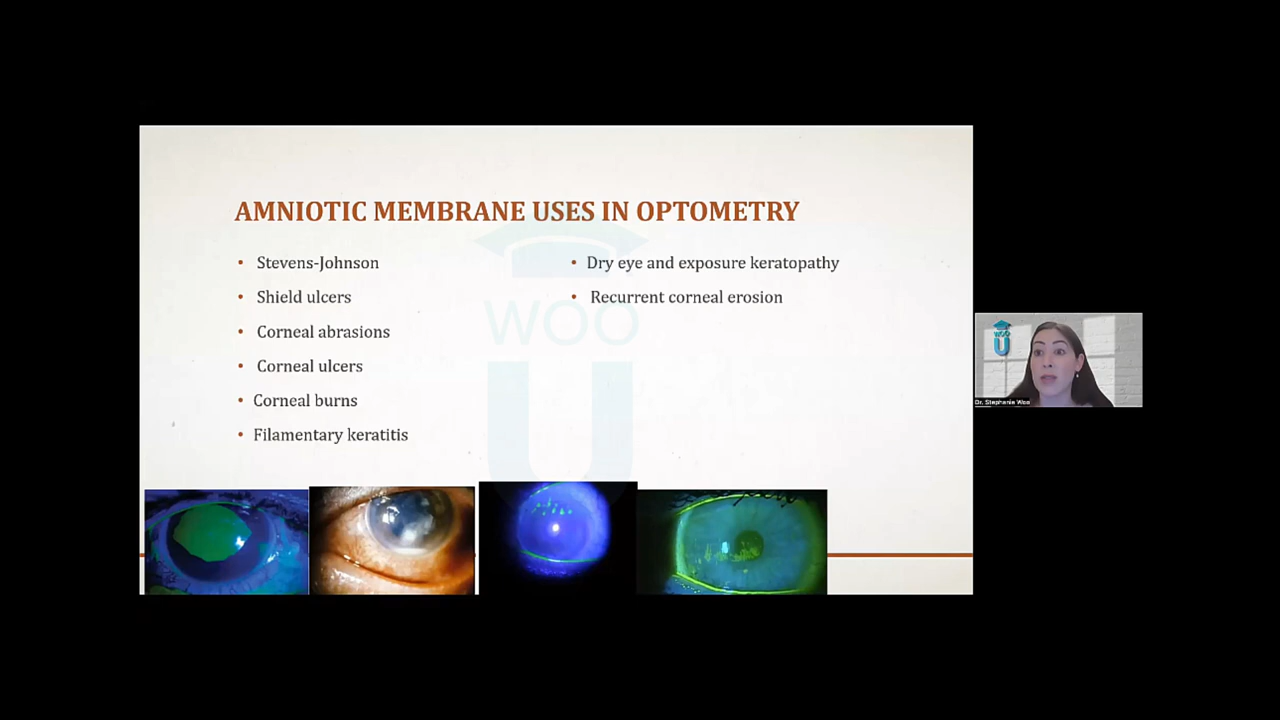 AMNIOTIC MEMBRANE USES IN OPTOMETRY
• Stevens-Johnson
• Shield ulcers
• Corneal abrasions
• Corneal ulcers
• Corneal burns
• Filamentary keratitis
• Dry eye and exposure keratopathy
• Recurrent corneal erosion
WOO
U
WOO
U
Dr. Stephanie Woo